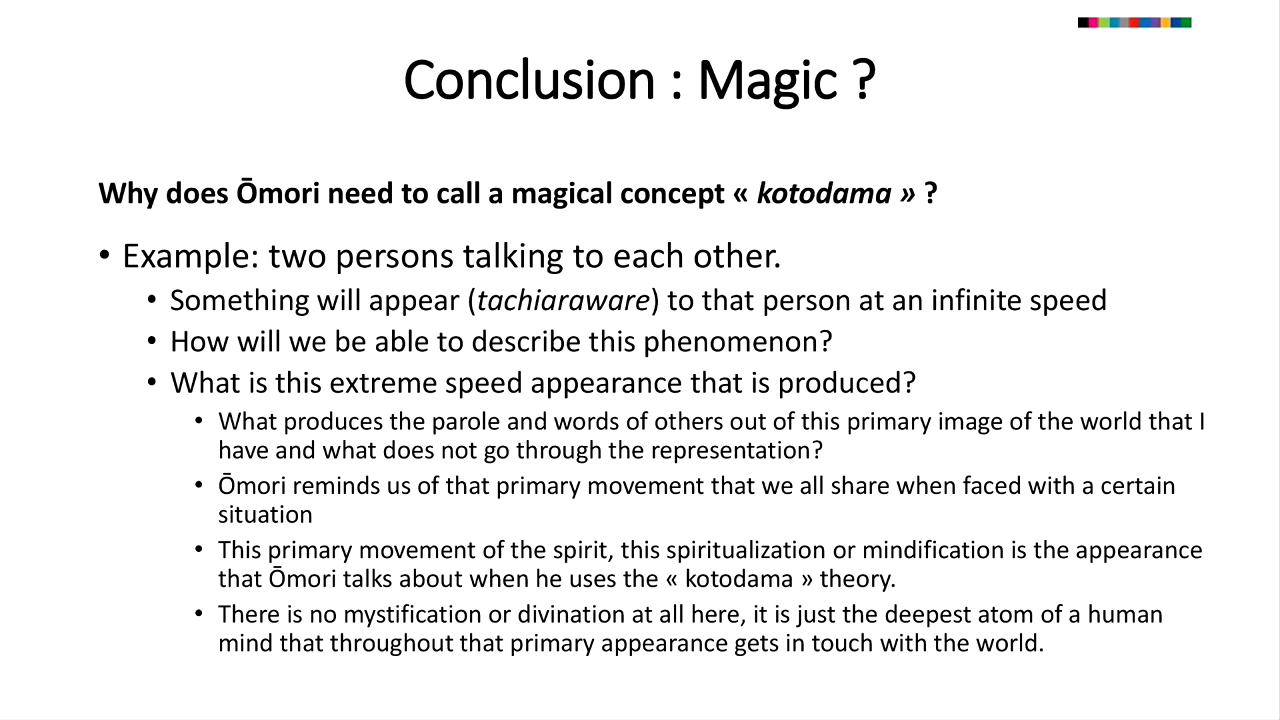 Conclusion : Magic ?
Why does Ōmori need to call a magical concept « kotodama » ?
• Example: two persons talking to each other.
• Something will appear (tachiaraware) to that person at an infinite speed
• How will we be able to describe this phenomenon?
• What is this extreme speed appearance that is produced?
• What produces the parole and words of others out of this primary image of the world that I
have and what does not go through the representation?
• Ōmori reminds us of that primary movement that we all share when faced with a certain
situation
• This primary movement of the spirit, this spiritualization or mindification is the appearance
that Ōmori talks about when he uses the « kotodama » theory.
• There is no mystification or divination at all here, it is just the deepest atom of a human
mind that throughout that primary appearance gets in touch with the world.